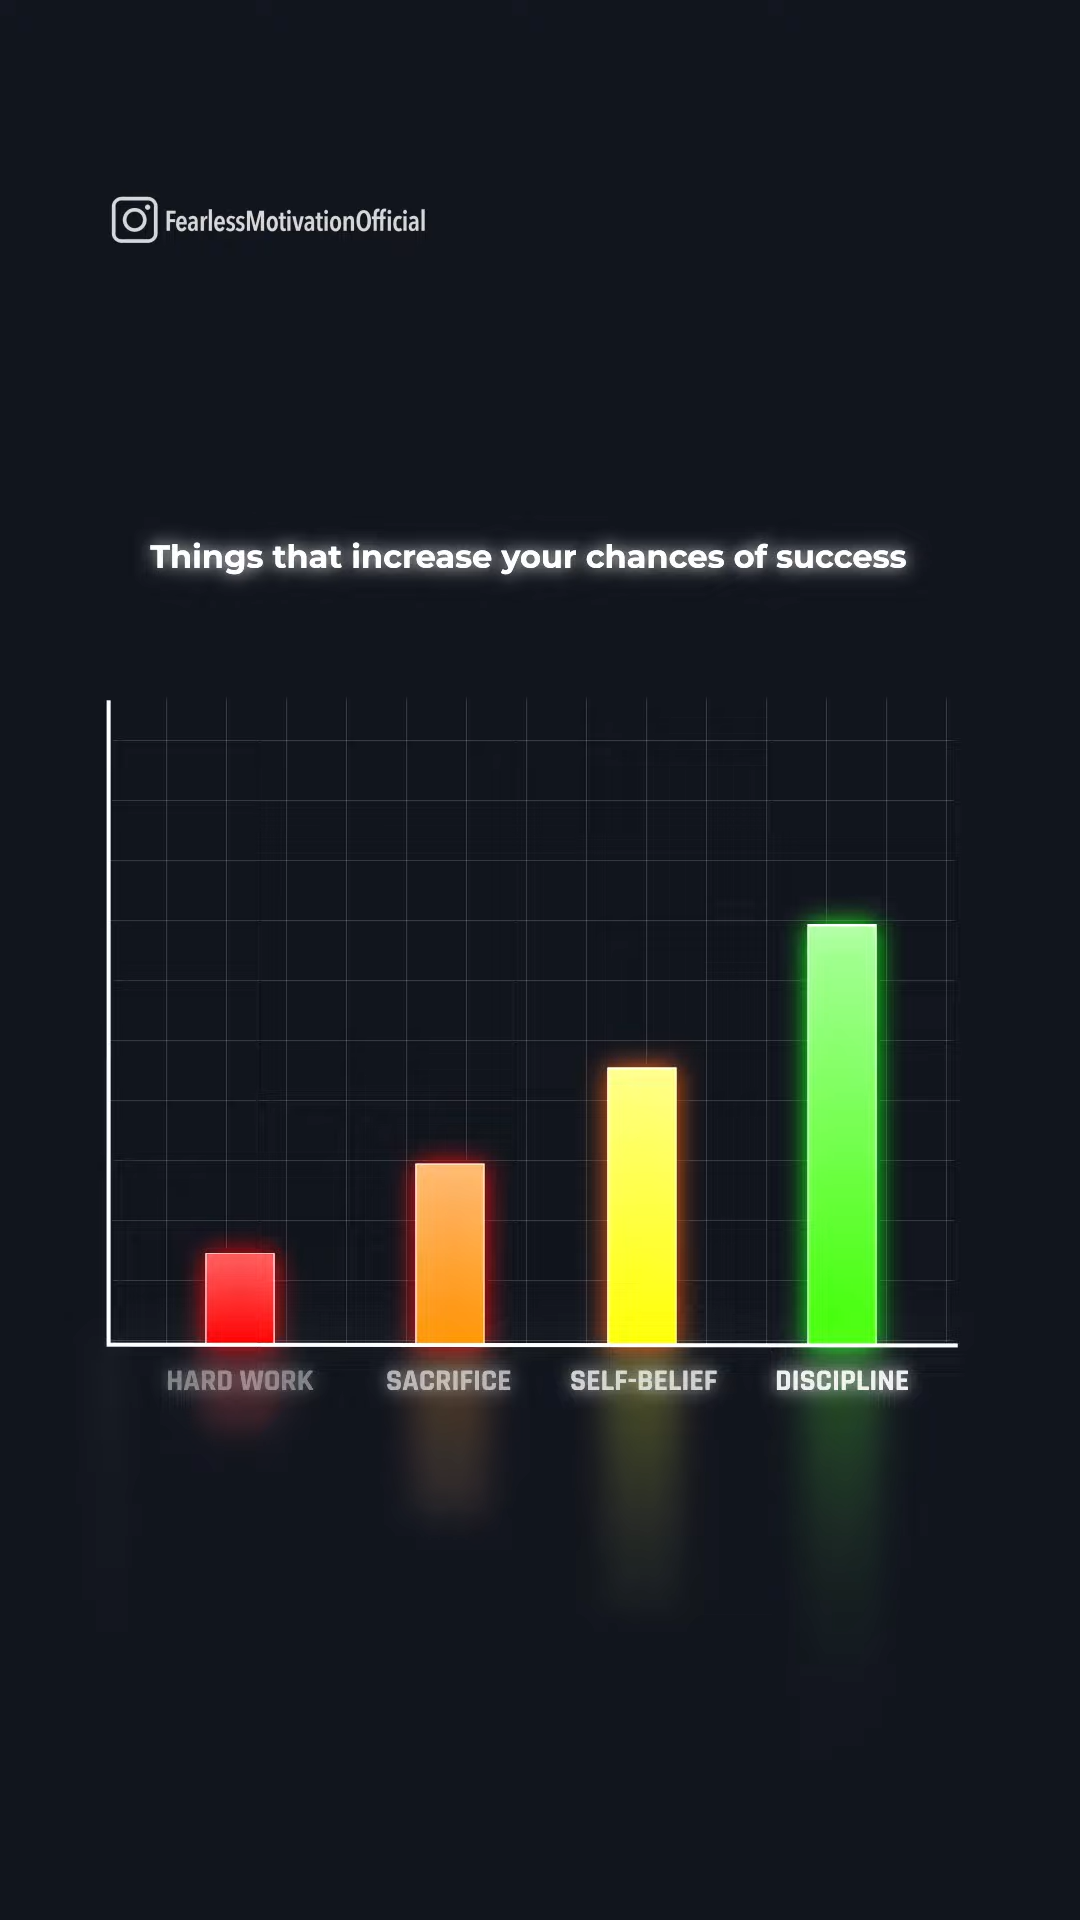 FearlessMotivationOfficial
Things that increase your chances of success
HARD WORK SACRIFICE SELF-BELIEF DISCIPLINE